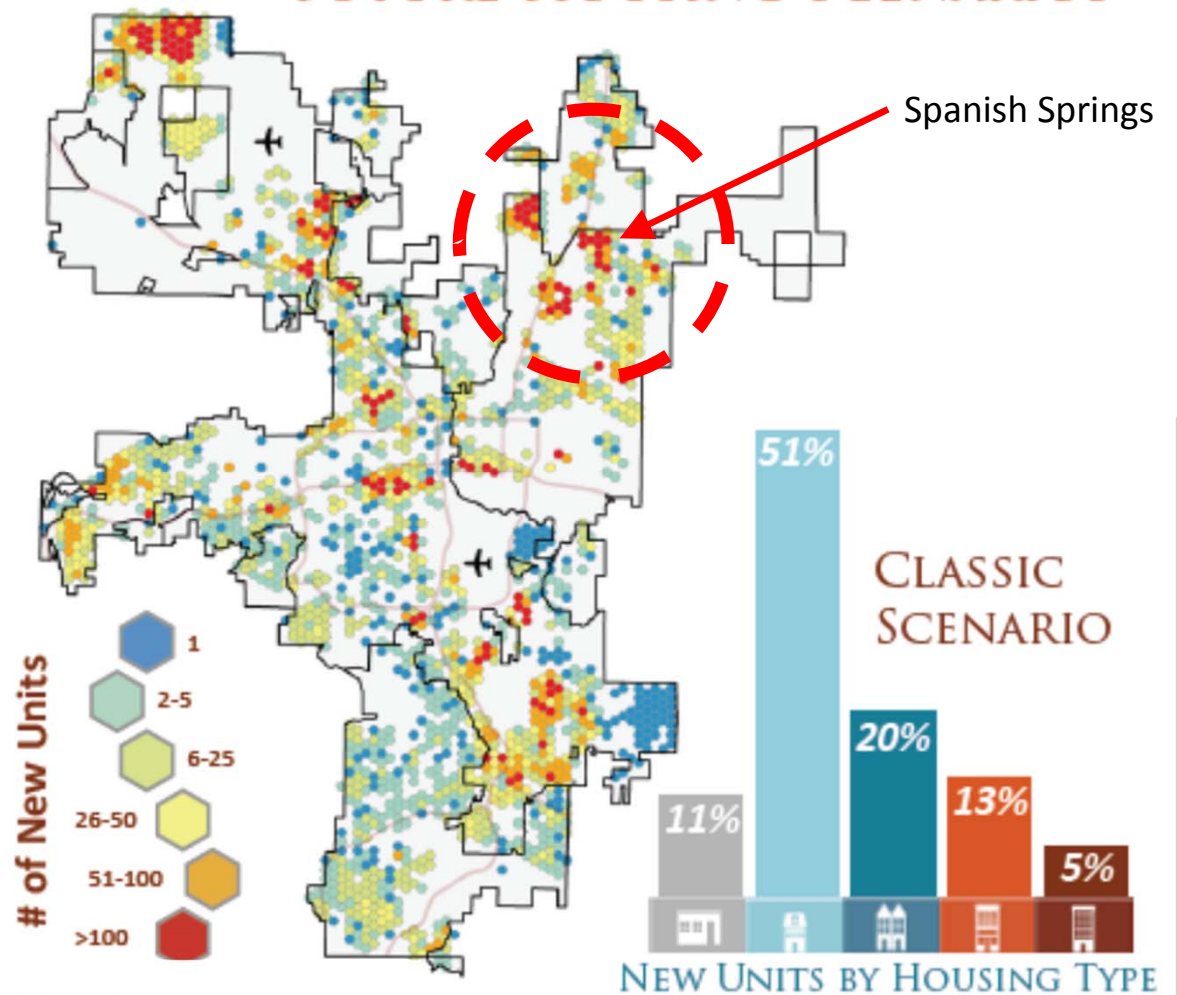 Spanish Springs
51%
CLASSIC
SCENARIO
20%
13%
11%
5%
# of New Units
1
2-5
6-25
26-50
51-100
>100
NEW UNITS BY HOUSING TYPE